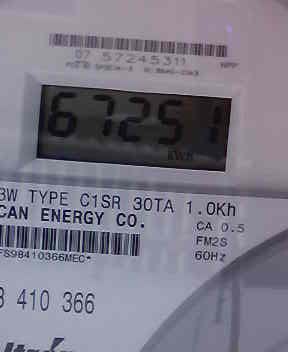 07 57245311
67251
KWH
3W TYPE C1SR 30TA 1.0Kh
CAN ENERGY CO.
CA 0.5
FM2S
60Hz
FS98410366MEC*
3 410 366